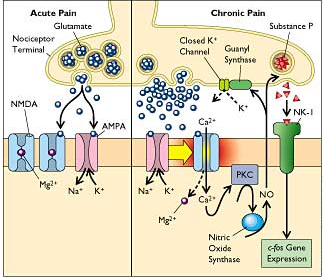 Acute Pain
Glutamate
Nociceptor
Terminal
NMDA
AMPA
Mg2+
Na+
K+
Chronic Pain
Substance P
Closed K+
Channel
Guanyl
Synthase
K+
Ca2+
NK-1
Na+
K+
Mg2+
Ca2+
PKC
NO
Nitric
Oxide
Synthase
c-fos Gene
Expression